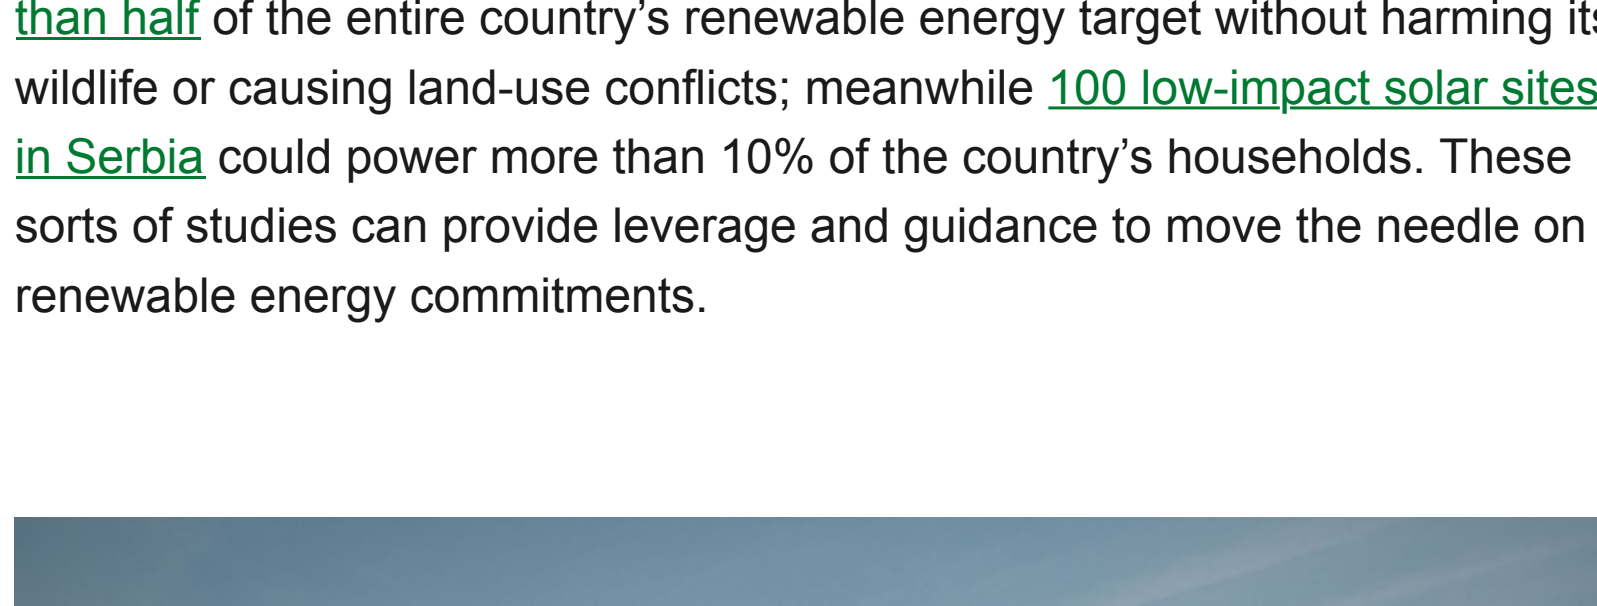 than half of the entire country’s renewable energy target without harming its
wildlife or causing land-use conflicts; meanwhile 100 low-impact solar sites
in Serbia could power more than 10% of the country’s households. These
sorts of studies can provide leverage and guidance to move the needle on
renewable energy commitments.